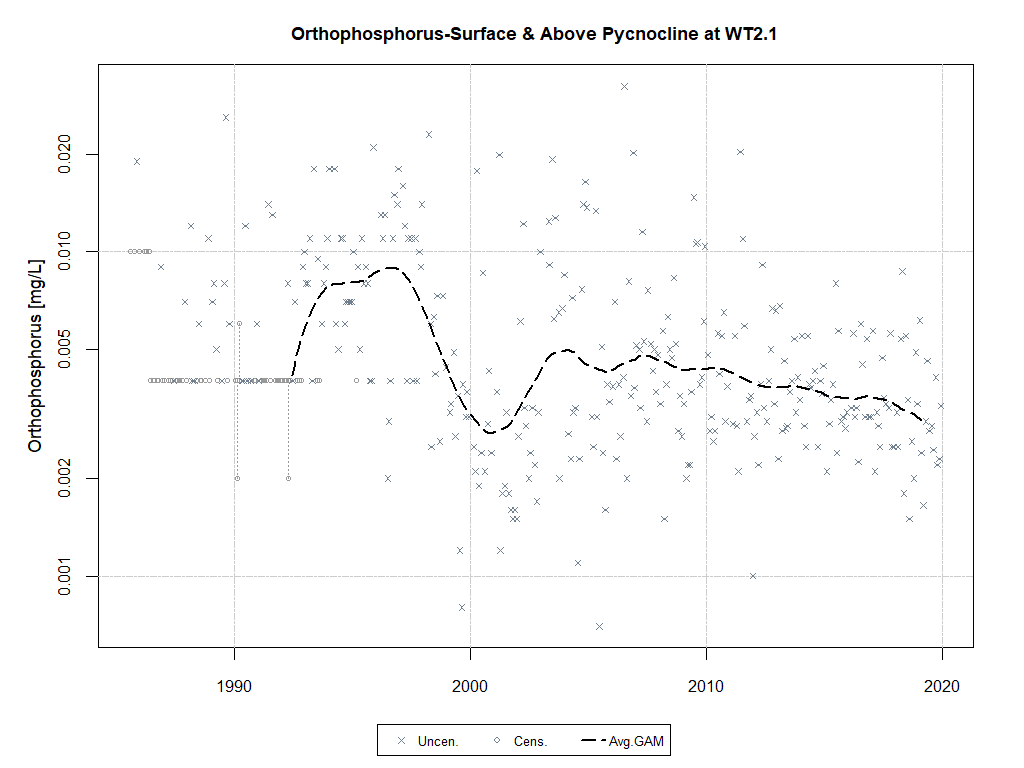 Orthophosphorus-Surface & Above Pycnocline at WT2.1
Orthophosphorus [mg/L]
0.020
0.010
0.005
0.002
0.001
1990 2000 2010 2020
Uncen. Cens. Avg.GAM